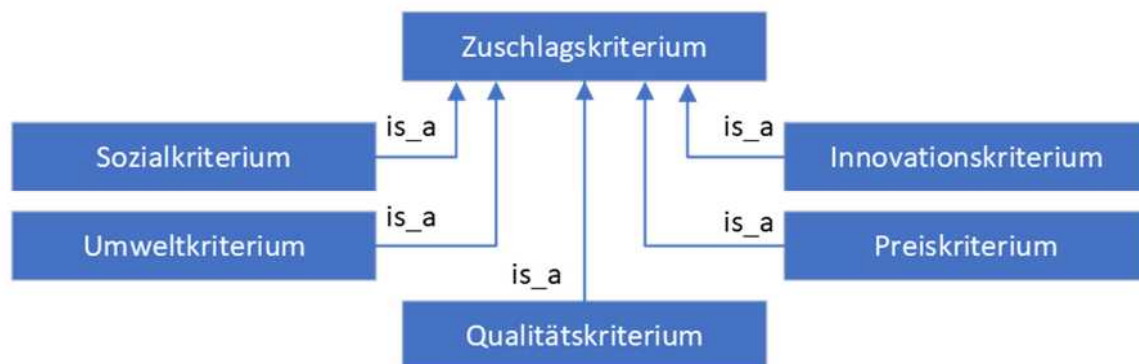 Zuschlagskriterium
is_a
is_a
Sozialkriterium
Innovationskriterium
is_a
is_a
Umweltkriterium
Preiskriterium
is_a
Qualitätskriterium